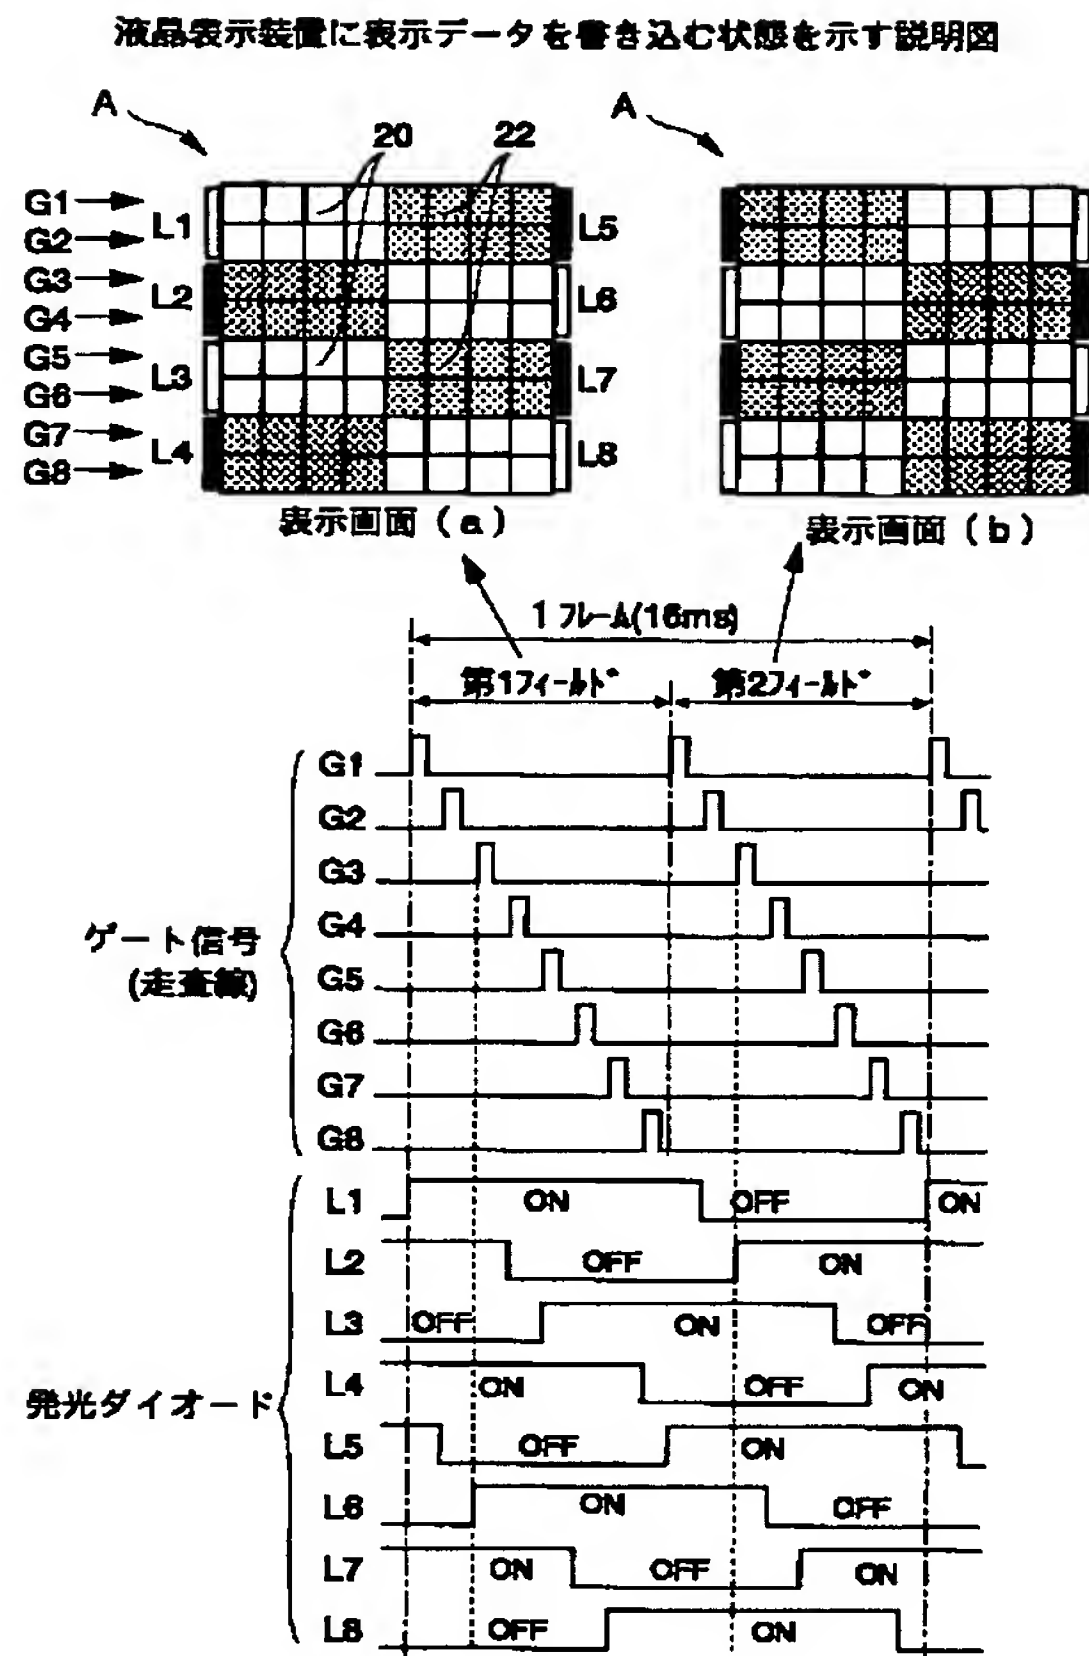 液晶表示装置に表示データを書き込む状態を示す説明図
A
A
20
22
G1
G2
G3
G4
G5
G6
G7
G8
L1
L2
L3
L4
L5
L6
L7
L8
表示画面（a）
表示画面（b）
1 ﾌﾚｰﾑ(16ms)
第1ﾌｨｰﾙﾄﾞ
第2ﾌｨｰﾙﾄﾞ
ゲート信号
(走査線)
G1
G2
G3
G4
G5
G6
G7
G8
発光ダイオード
L1 ON OFF ON
L2 OFF ON
L3 OFF ON OFF
L4 ON OFF ON
L5 OFF ON
L6 ON OFF
L7 ON OFF ON
L8 OFF ON